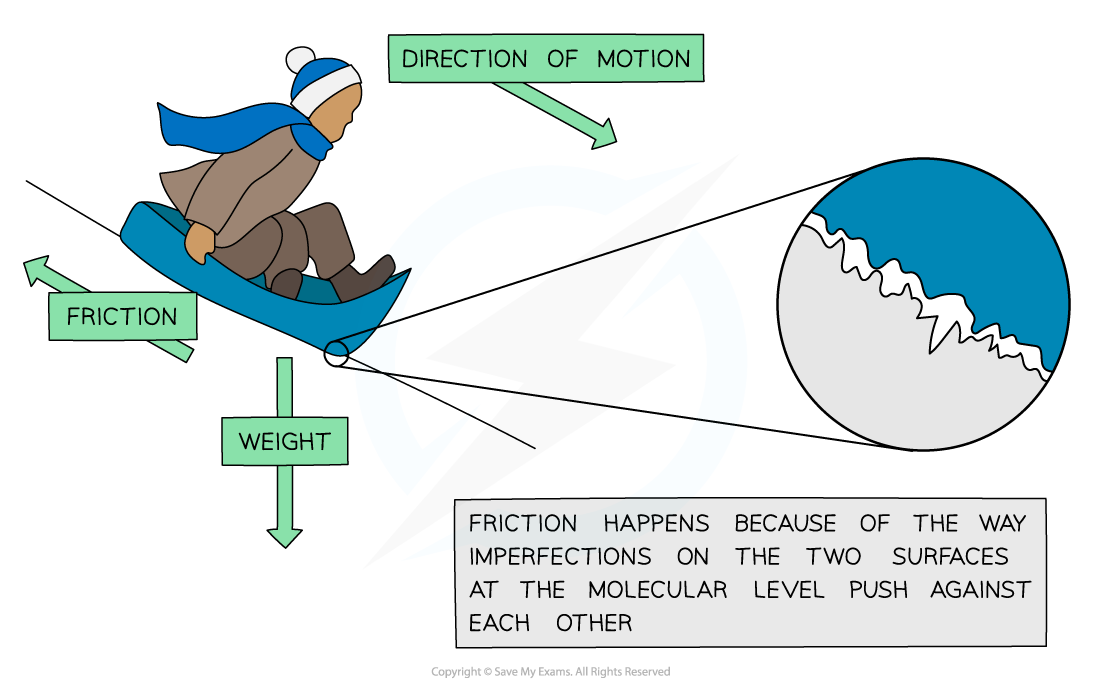 DIRECTION OF MOTION
FRICTION
WEIGHT
FRICTION HAPPENS BECAUSE OF THE WAY
IMPERFECTIONS ON THE TWO SURFACES
AT THE MOLECULAR LEVEL PUSH AGAINST
EACH OTHER
Copyright © Save My Exams. All Rights Reserved